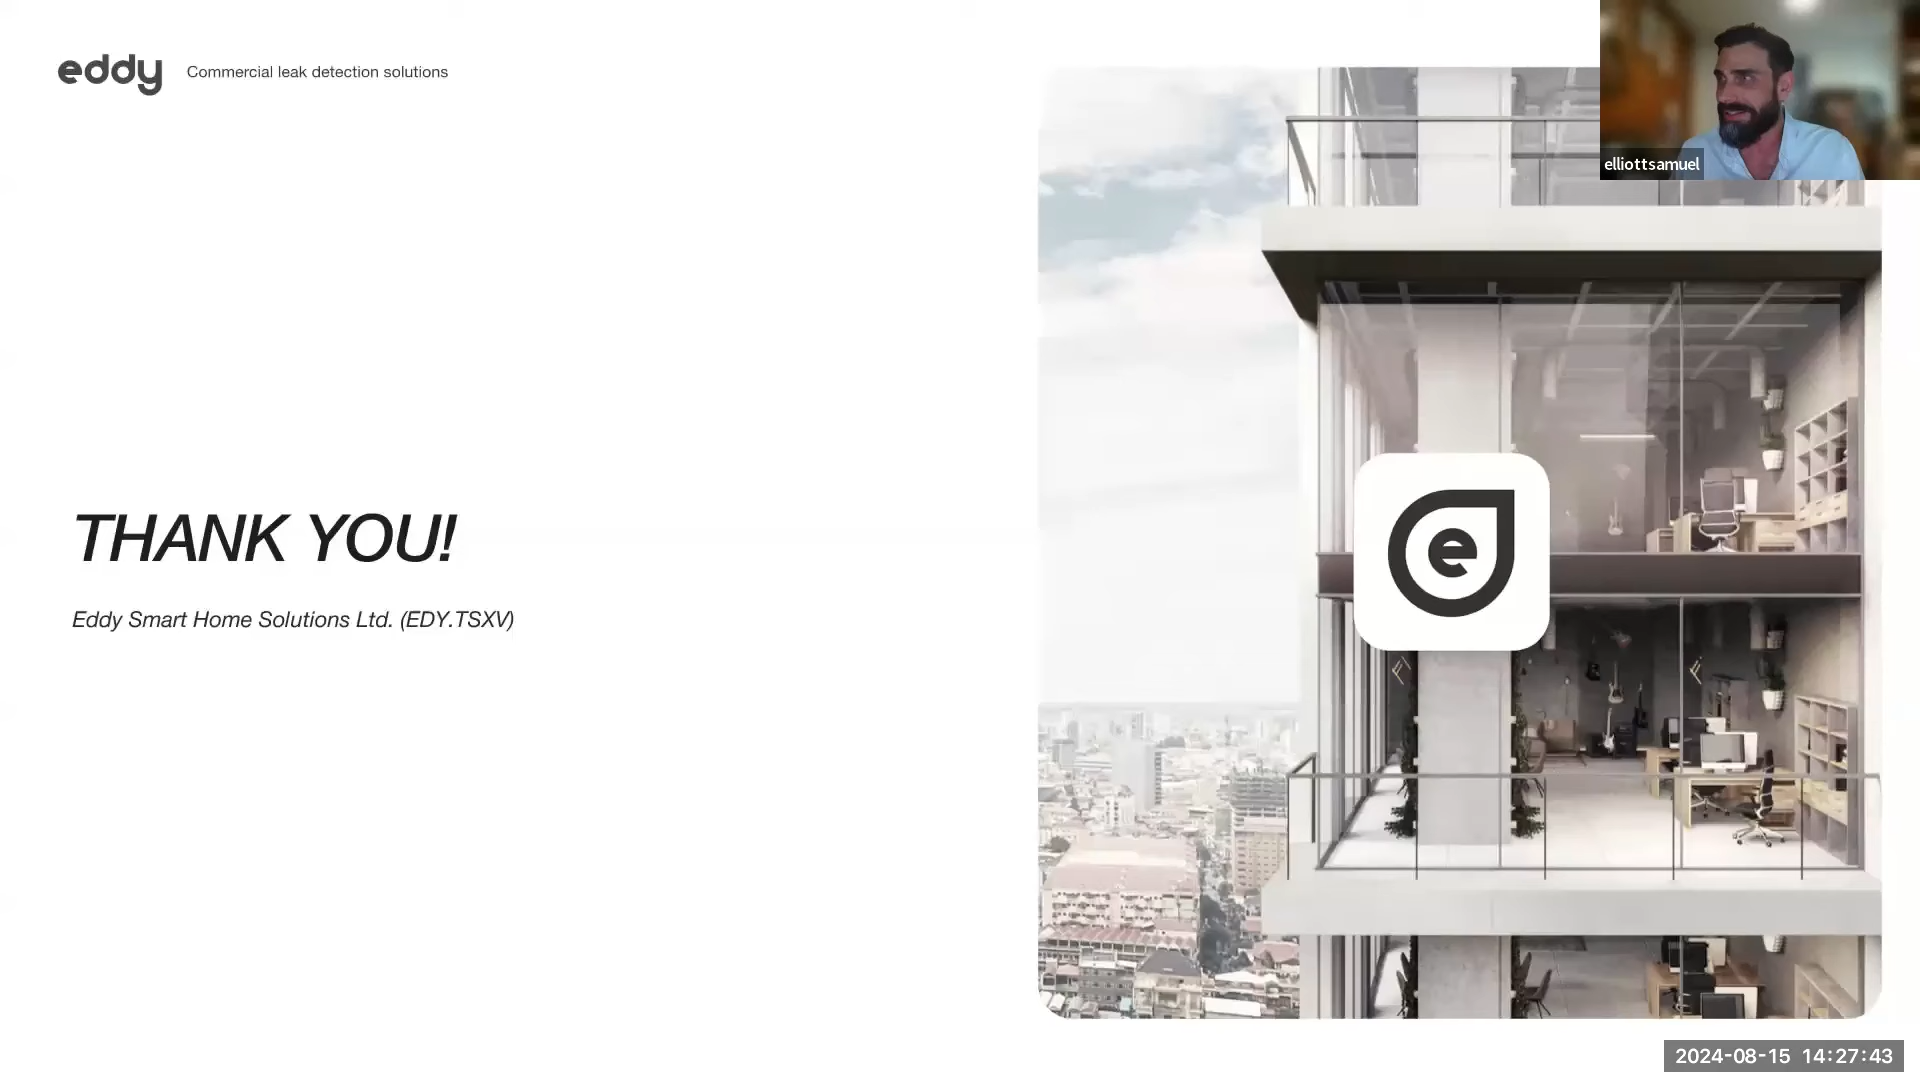 eddy Commercial leak detection solutions
elliottsamuel
THANK YOU!
Eddy Smart Home Solutions Ltd. (EDY.TSXV)
e
2024-08-15 14:27:43